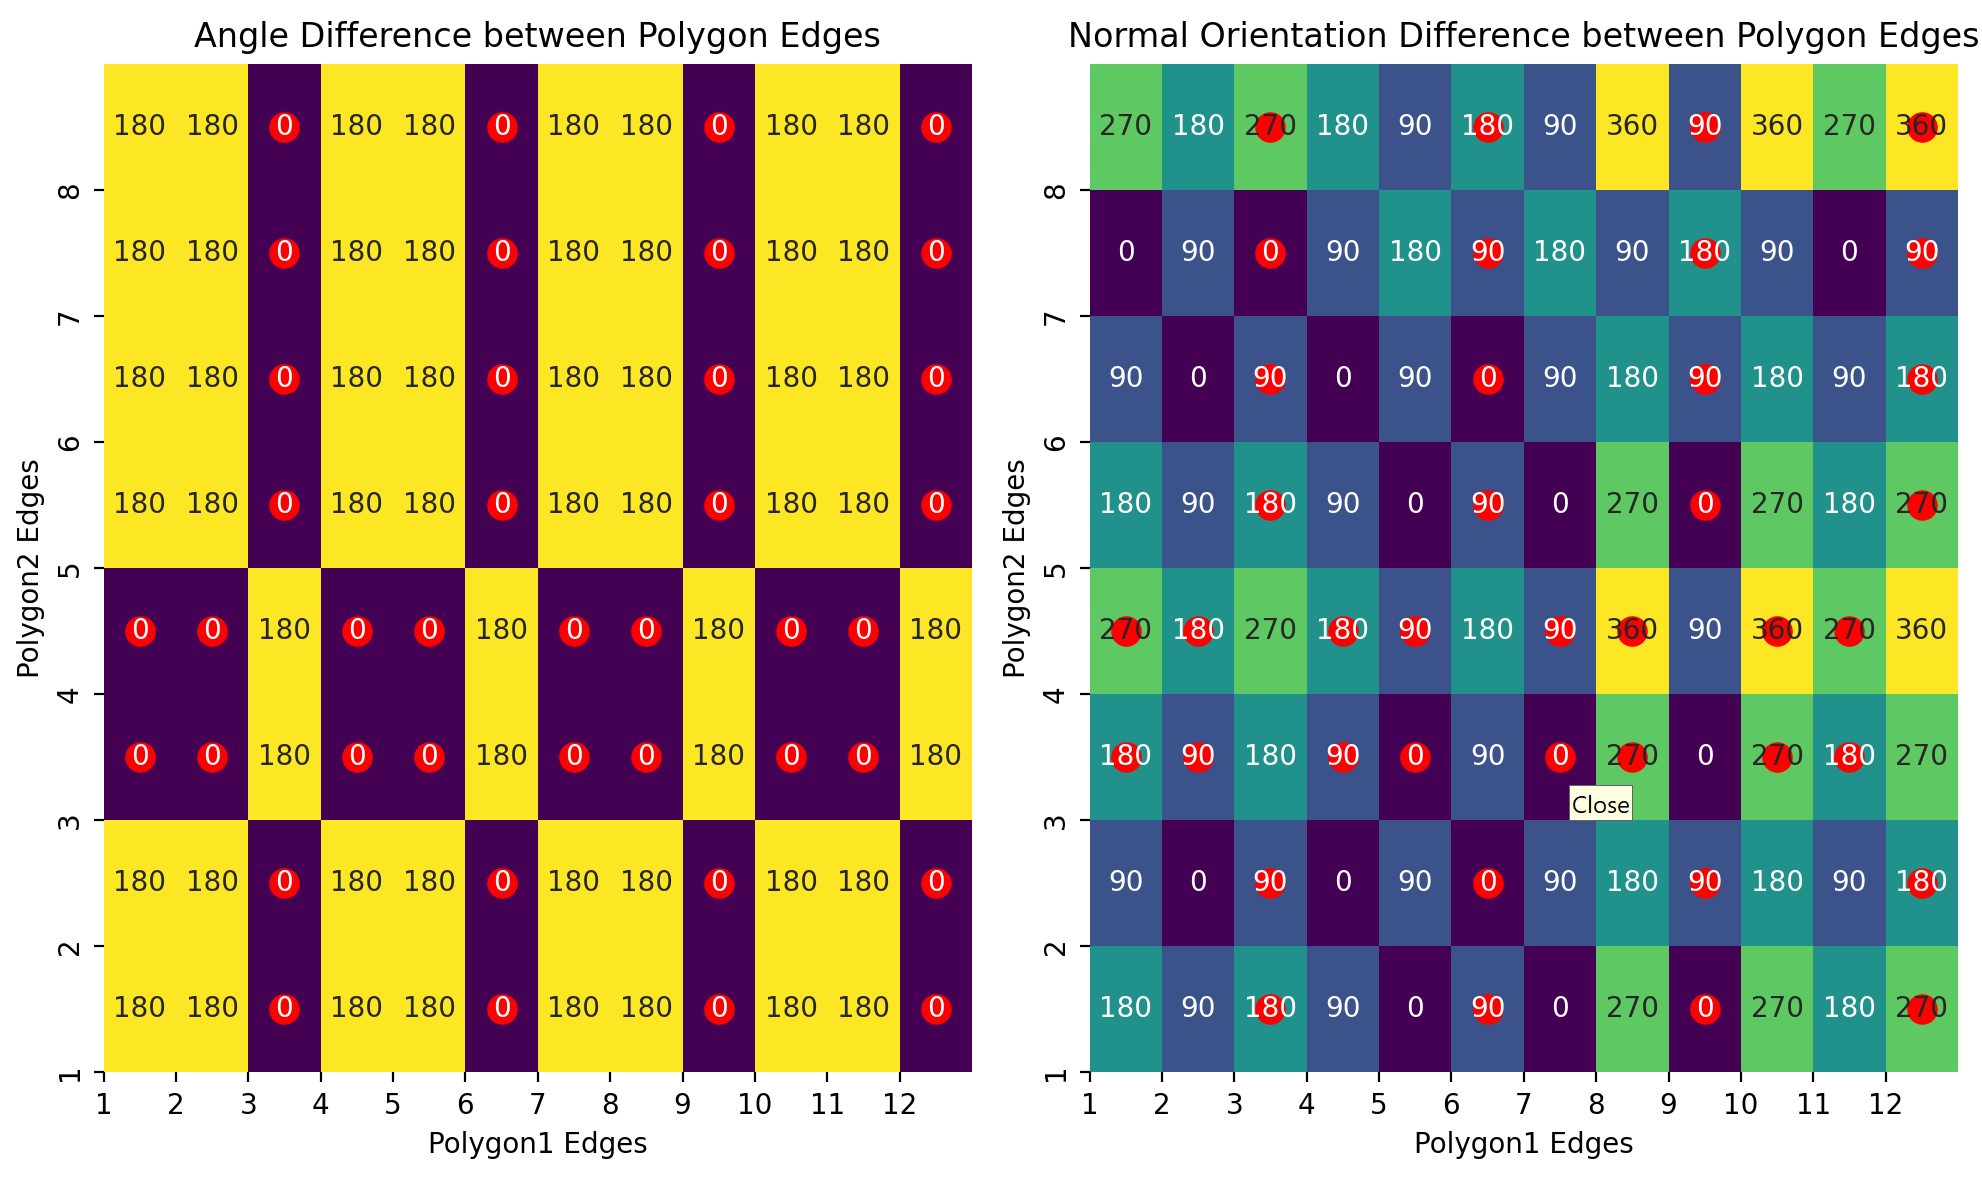 Angle Difference between Polygon Edges
180 180 0 180 180 0 180 180 0 180 180 0
8
180 180 0 180 180 0 180 180 0 180 180 0
7
180 180 0 180 180 0 180 180 0 180 180 0
6
180 180 0 180 180 0 180 180 0 180 180 0
5
0 0 180 0 0 180 0 0 180 0 0 180
4
0 0 180 0 0 180 0 0 180 0 0 180
3
180 180 0 180 180 0 180 180 0 180 180 0
2
180 180 0 180 180 0 180 180 0 180 180 0
1
Polygon2 Edges
1 2 3 4 5 6 7 8 9 10 11 12
Polygon1 Edges
Normal Orientation Difference between Polygon Edges
270 180 270 180 90 180 90 360 90 360 270 360
8
0 90 0 90 180 90 180 90 180 90 0 90
7
90 0 90 0 90 0 90 180 90 180 90 180
6
180 90 180 90 0 90 0 270 0 270 180 270
5
270 180 270 180 90 180 90 360 90 360 270 360
4
180 90 180 90 0 90 0 270 0 270 180 270
Close
3
90 0 90 0 90 0 90 180 90 180 90 180
2
180 90 180 90 0 90 0 270 0 270 180 270
1
Polygon2 Edges
1 2 3 4 5 6 7 8 9 10 11 12
Polygon1 Edges